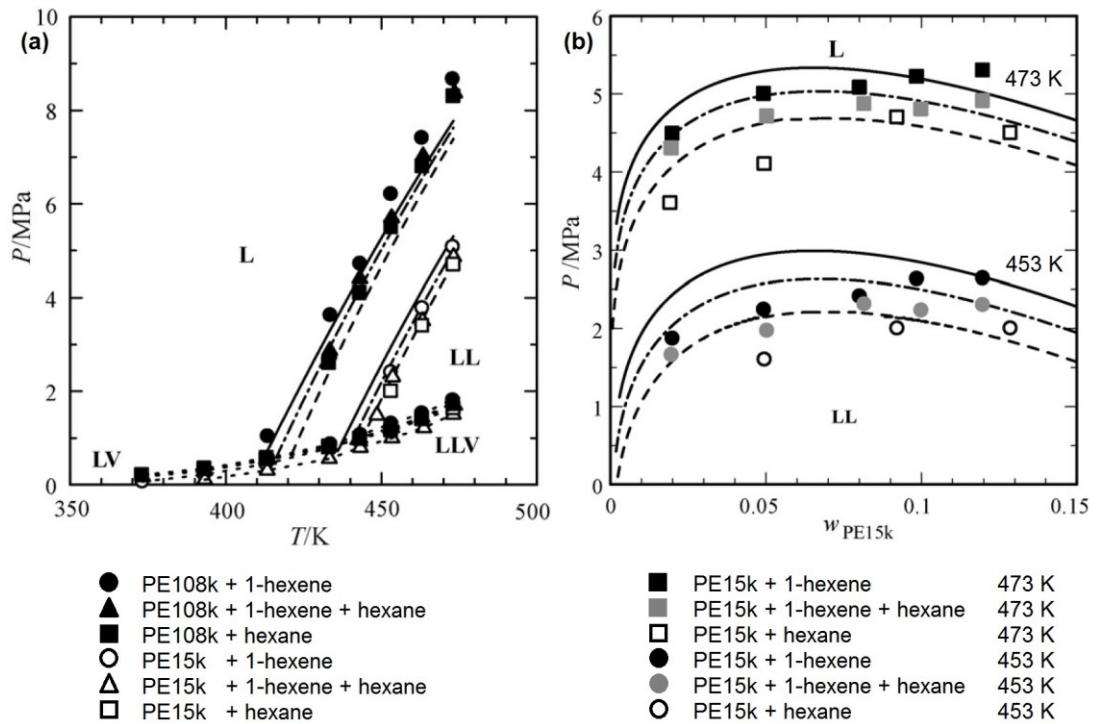 (a)
10
8
6
4
2
0
P/MPa
L
LL
LV
LLV
350 400 450 500
T/K
(b)
6
5
4
3
2
1
0
P/MPa
L
473 K
453 K
LL
0 0.05 0.1 0.15
w PE15k
PE108k + 1-hexene
PE108k + 1-hexene + hexane
PE108k + hexane
PE15k + 1-hexene
PE15k + 1-hexene + hexane
PE15k + hexane
PE15k + 1-hexene 473 K
PE15k + 1-hexene + hexane 473 K
PE15k + hexane 473 K
PE15k + 1-hexene 453 K
PE15k + 1-hexene + hexane 453 K
PE15k + hexane 453 K